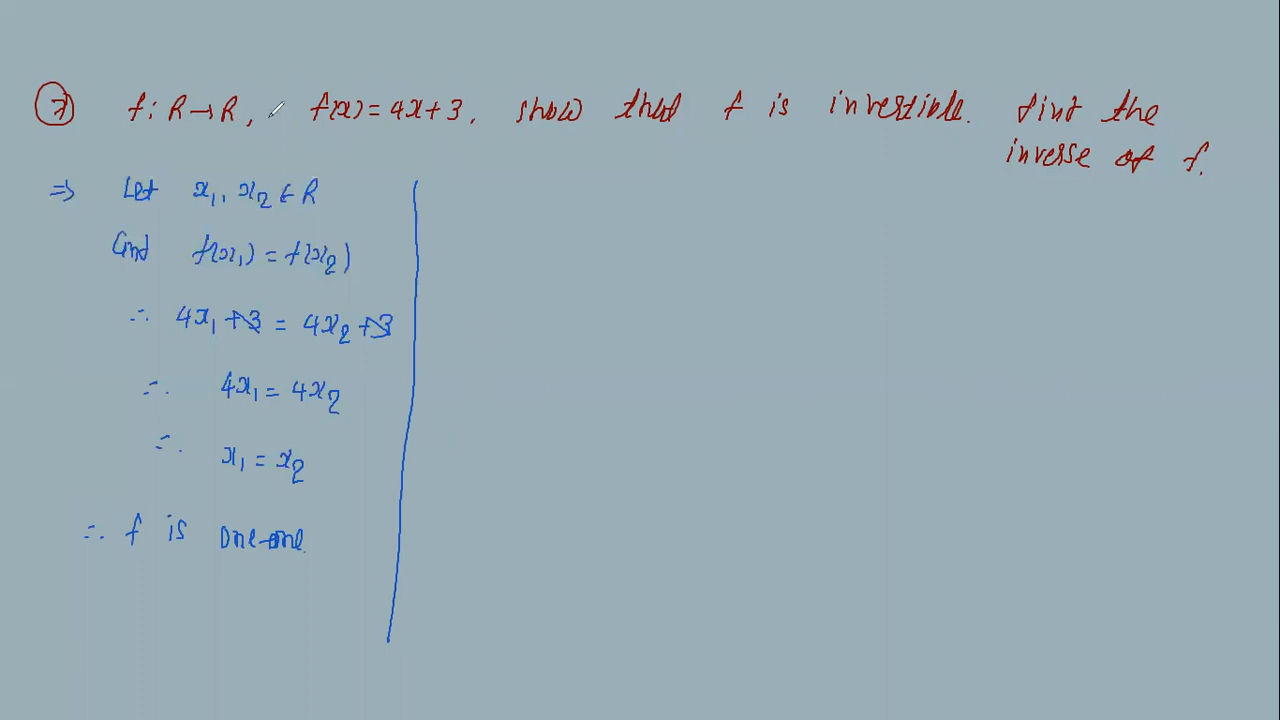 7) f: R→R, f(x) = 4x+3, show that f is invertible. find the
inverse of f.
⇒ Let x₁, x₂ ∈ R
and f(x₁) = f(x₂)
∴ 4x₁ + 3 = 4x₂ + 3
∴ 4x₁ = 4x₂
∴ x₁ = x₂
∴ f is one-one.